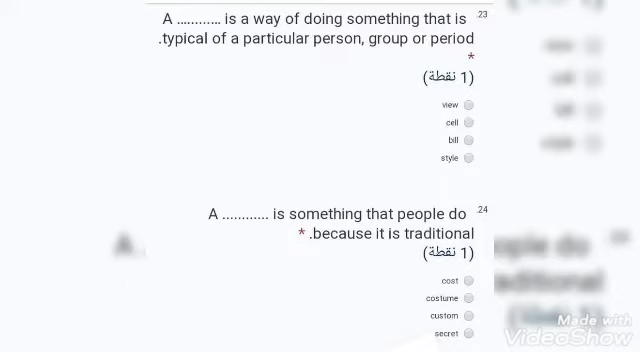 .23 A ............ is a way of doing something that is
.typical of a particular person, group or period
*
(1 نقطة)
view
cell
bill
style
.24 A ............ is something that people do
* .because it is traditional
(1 نقطة)
cost
costume
custom
secret
Made with
VideoShow